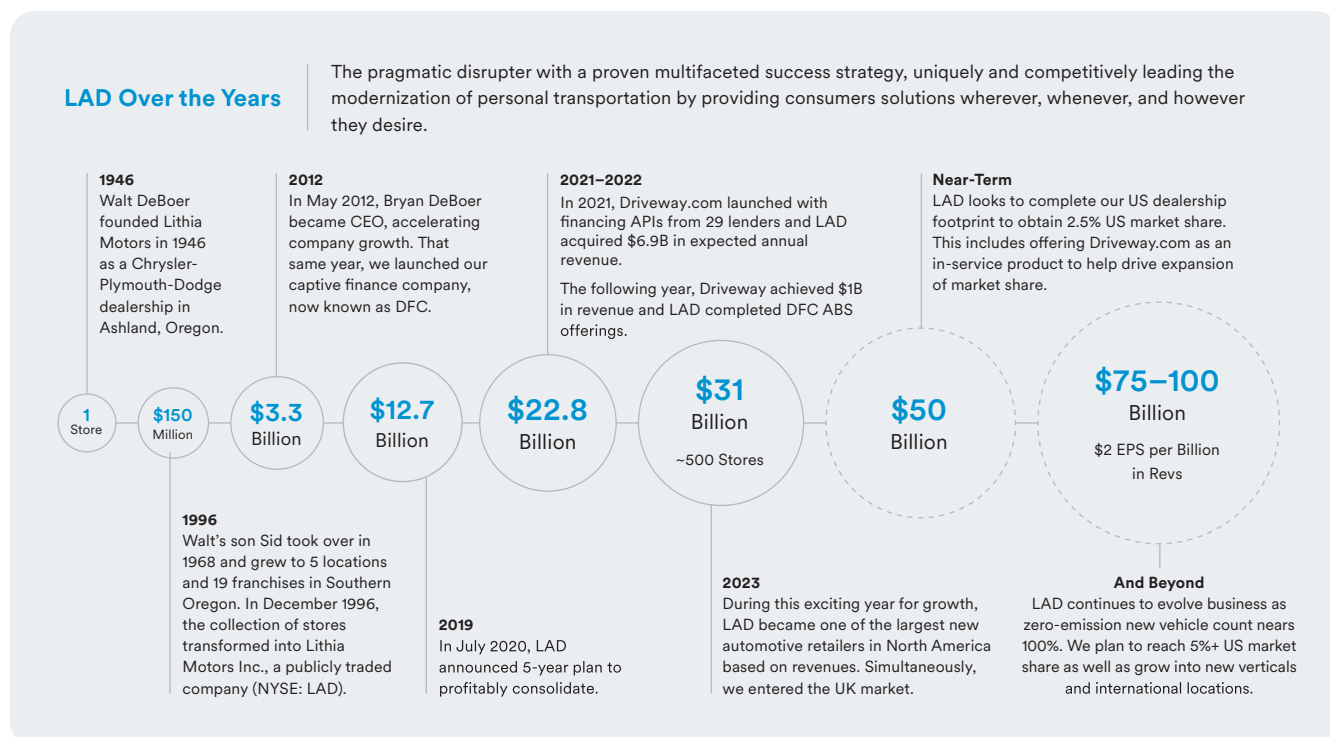 LAD Over the Years
The pragmatic disrupter with a proven multifaceted success strategy, uniquely and competitively leading the
modernization of personal transportation by providing consumers solutions wherever, whenever, and however
they desire.
1946
Walt DeBoer
founded Lithia
Motors in 1946
as a Chrysler-
Plymouth-Dodge
dealership in
Ashland, Oregon.
2012
In May 2012, Bryan DeBoer
became CEO, accelerating
company growth. That
same year, we launched our
captive finance company,
now known as DFC.
2021–2022
In 2021, Driveway.com launched with
financing APIs from 29 lenders and LAD
acquired $6.9B in expected annual
revenue.
The following year, Driveway achieved $1B
in revenue and LAD completed DFC ABS
offerings.
Near-Term
LAD looks to complete our US dealership
footprint to obtain 2.5% US market share.
This includes offering Driveway.com as an
in-service product to help drive expansion
of market share.
1
Store
$150
Million
$3.3
Billion
$12.7
Billion
$22.8
Billion
$31
Billion
~500 Stores
$50
Billion
$75–100
Billion
$2 EPS per Billion
in Revs
1996
Walt's son Sid took over in
1968 and grew to 5 locations
and 19 franchises in Southern
Oregon. In December 1996,
the collection of stores
transformed into Lithia
Motors Inc., a publicly traded
company (NYSE: LAD).
2019
In July 2020, LAD
announced 5-year plan to
profitably consolidate.
2023
During this exciting year for growth,
LAD became one of the largest new
automotive retailers in North America
based on revenues. Simultaneously,
we entered the UK market.
And Beyond
LAD continues to evolve business as
zero-emission new vehicle count nears
100%. We plan to reach 5%+ US market
share as well as grow into new verticals
and international locations.